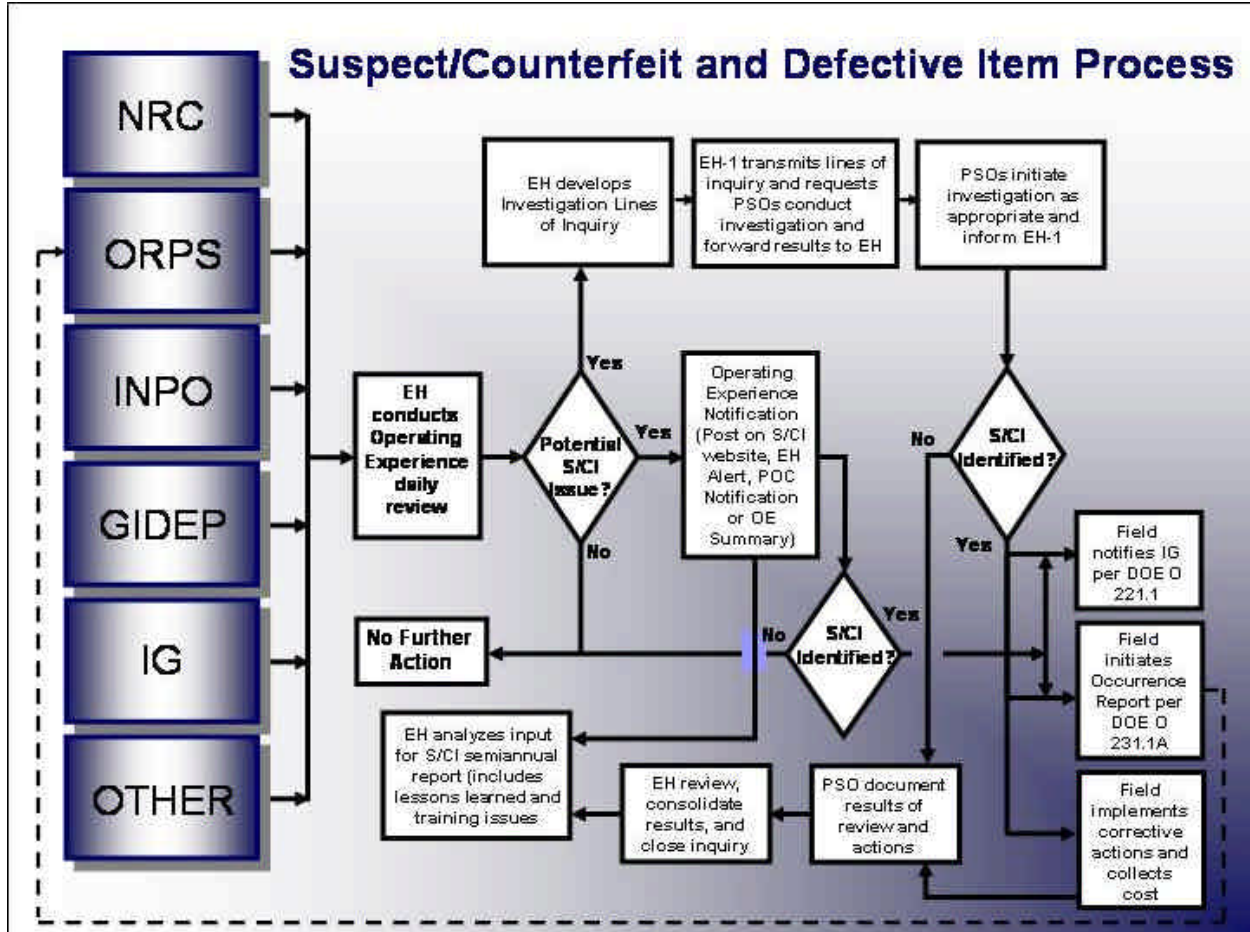 Suspect/Counterfeit and Defective Item Process
NRC
ORPS
INPO
GIDEP
IG
OTHER
EH develops
Investigation Lines
of Inquiry
EH-1 transmits lines of
inquiry and requests
PSOs conduct
investigation and
forward results to EH
PSOs initiate
investigation as
appropriate and
inform EH-1
EH
conducts
Operating
Experience
daily
review
Yes
Potential
S/CI
Issue?
Yes
No
Operating
Experience
Notification
(Post on S/CI
website, EH
Alert, POC
Notification
or OE
Summary)
No
S/CI
Identified?
Yes
No Further
Action
No
S/CI
Identified?
Yes
Field
notifies IG
per DOE O
221.1
Field
initiates
Occurrence
Report per
DOE O
231.1A
Field
implements
corrective
actions and
collects
cost
EH analyzes input
for S/CI semiannual
report (includes
lessons learned and
training issues
EH review,
consolidate
results, and
close inquiry
PSO document
results of
review and
actions